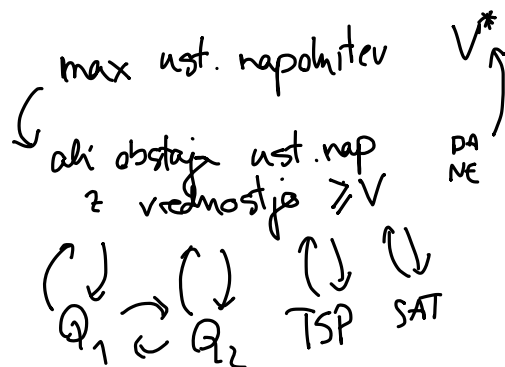 max ust. napolnitev V*
ali obstaja ust. nap DA
z vrednostjo ≥ V NE
Q1 Q2 TSP SAT